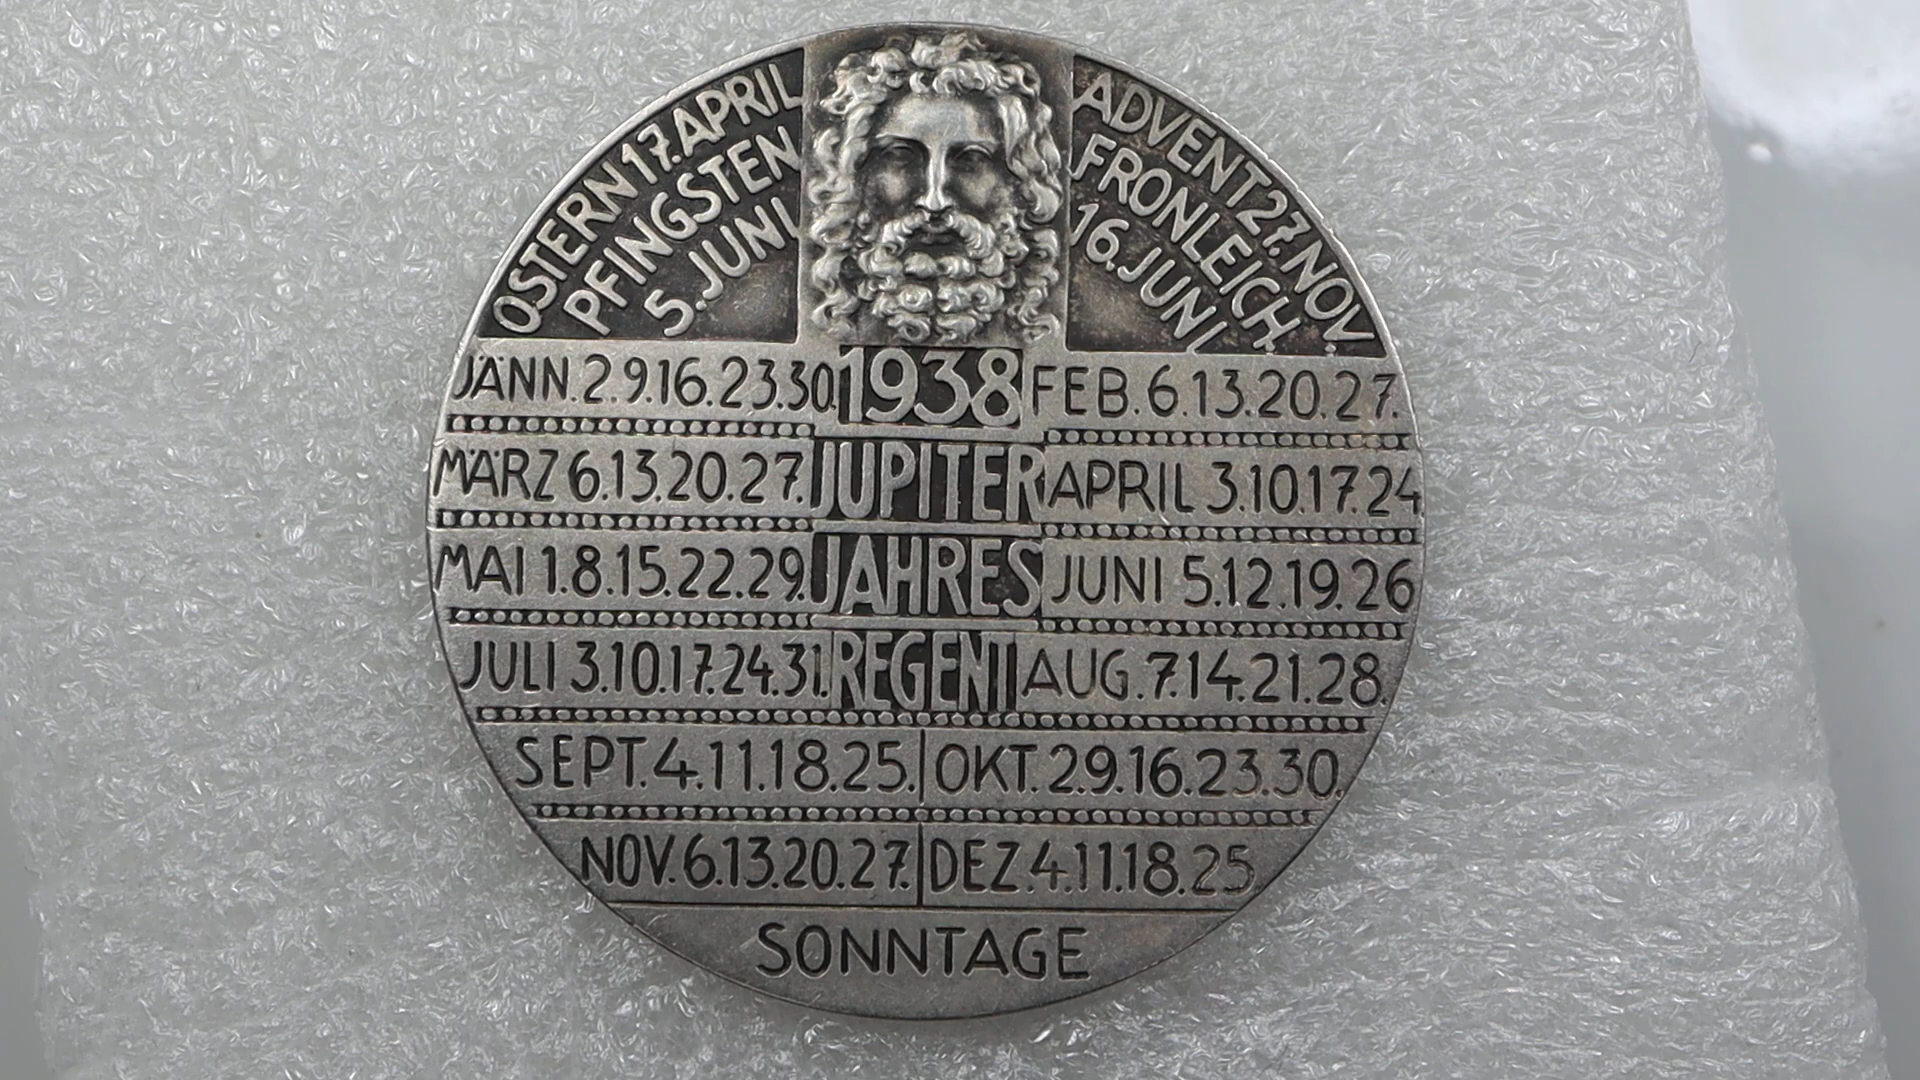 OSTERN 17. APRIL
PFINGSTEN
5. JUNI
ADVENT 27. NOV.
FRONLEICH.
16. JUNI
JÄNN. 2. 9. 16. 23. 30. 1938 FEB. 6. 13. 20. 27.
MÄRZ 6. 13. 20. 27. JUPITER APRIL 3. 10. 17. 24
MAI 1. 8. 15. 22. 29. JAHRES JUNI 5. 12. 19. 26
JULI 3. 10. 17. 24. 31. REGENT AUG. 7. 14. 21. 28.
SEPT. 4. 11. 18. 25. OKT. 2. 9. 16. 23. 30.
NOV. 6. 13. 20. 27. DEZ. 4. 11. 18. 25
SONNTAGE